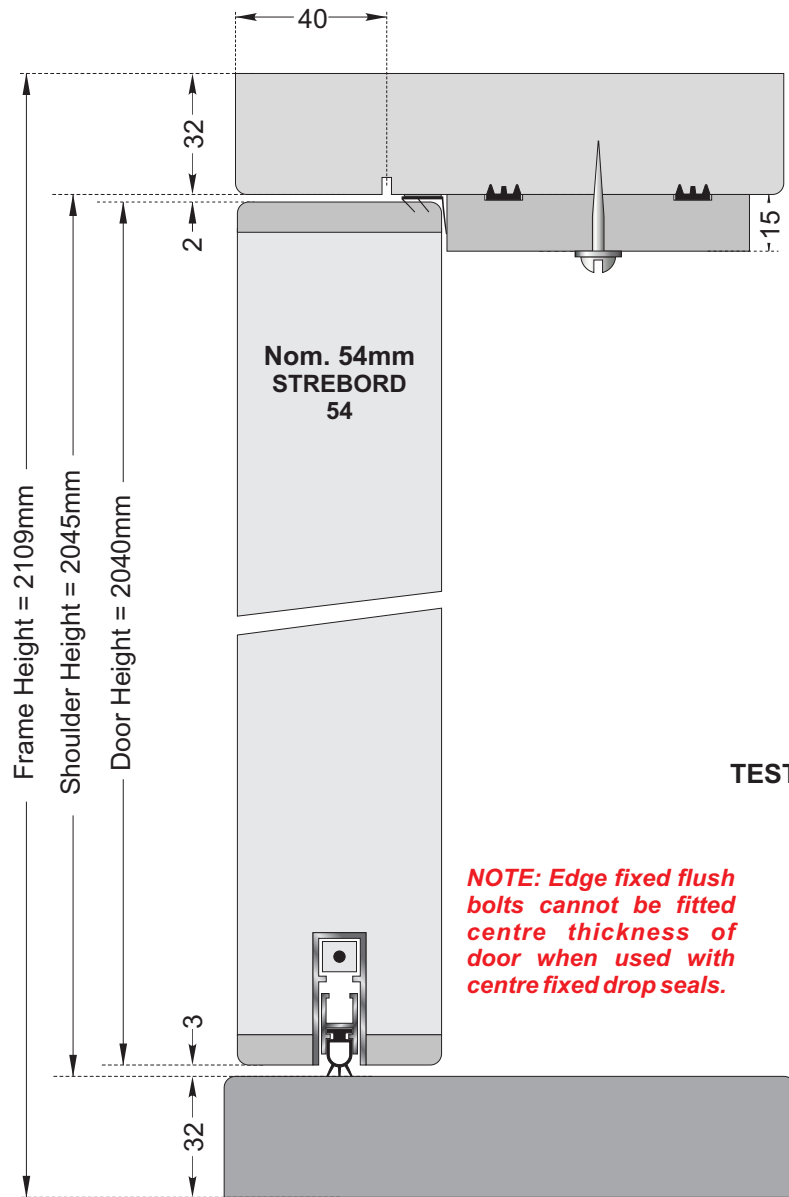 40
32
2
15
Nom. 54mm
STREBORD
54
Frame Height = 2109mm
Shoulder Height = 2045mm
Door Height = 2040mm
TEST
NOTE: Edge fixed flush
bolts cannot be fitted
centre thickness of
door when used with
centre fixed drop seals.
3
32